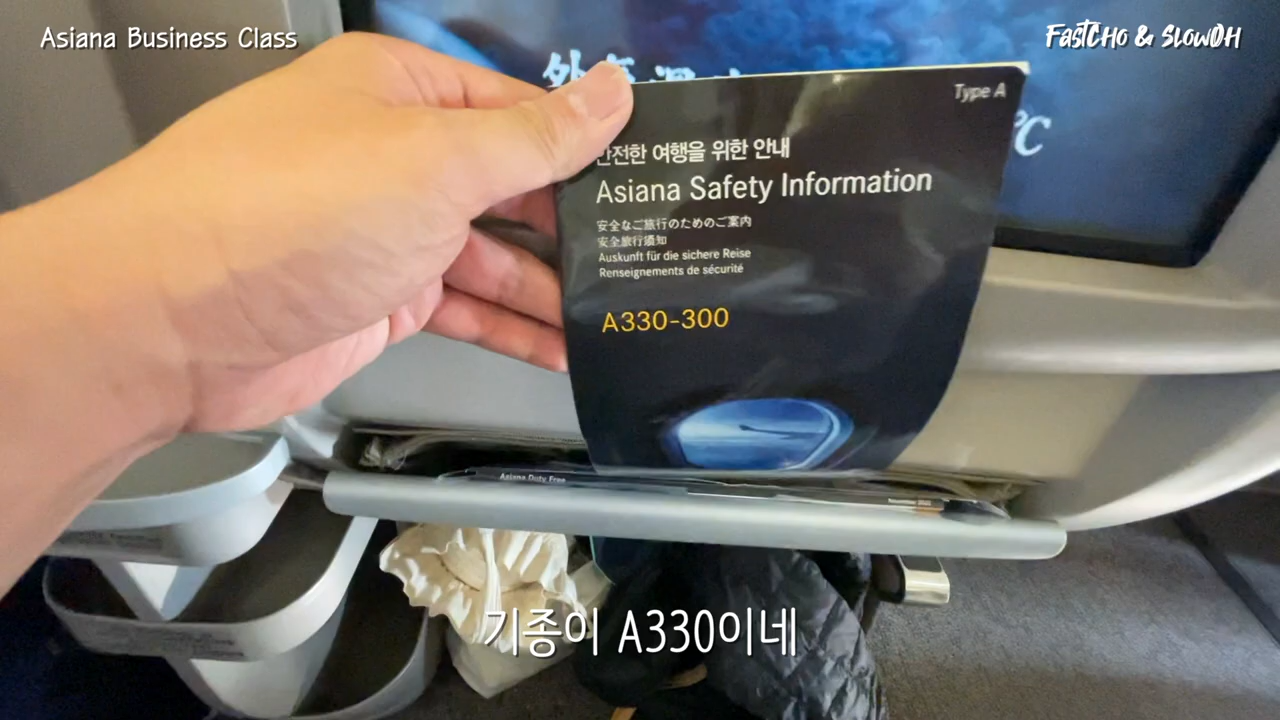 Asiana Business Class
FASTCHO & SLOWOH
Type A
℃
안전한 여행을 위한 안내
Asiana Safety Information
安全なご旅行のためのご案内
安全旅行須知
Auskunft für die sichere Reise
Renseignements de sécurité
A330-300
Asiana Duty Free
기종이 A330이네